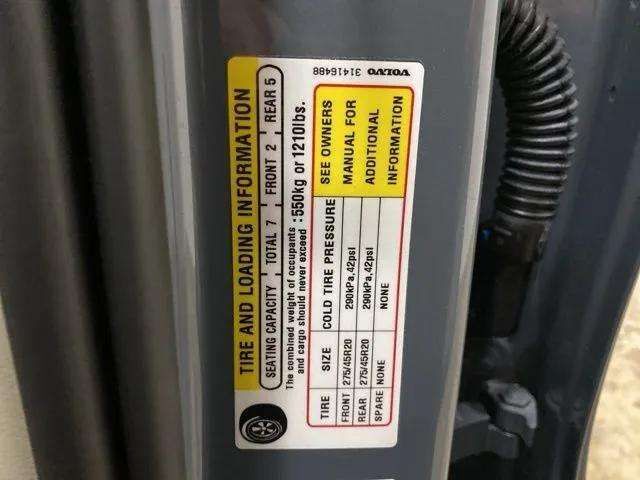 TIRE AND LOADING INFORMATION
SEATING CAPACITY TOTAL 7 FRONT 2 REAR 5
The combined weight of occupants
and cargo should never exceed : 550kg or 1210lbs.
TIRE SIZE COLD TIRE PRESSURE SEE OWNERS
FRONT 275/45R20 290kPa,42psi MANUAL FOR
REAR 275/45R20 290kPa,42psi ADDITIONAL
SPARE NONE NONE INFORMATION
VOLVO 31416488